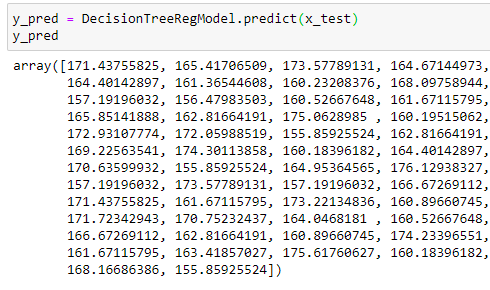 y_pred = DecisionTreeRegModel.predict(x_test)
y_pred
array([171.43755825, 165.41706509, 173.57789131, 164.67144973,
164.40142897, 161.36544608, 160.23208376, 168.09758944,
157.19196032, 156.47983503, 160.52667648, 161.67115795,
165.85141888, 162.81664191, 175.0628985 , 160.19515062,
172.93107774, 172.05988519, 155.85925524, 162.81664191,
169.22563541, 174.30113858, 160.18396182, 164.40142897,
170.63599932, 155.85925524, 164.95364565, 176.12938327,
157.19196032, 173.57789131, 157.19196032, 166.67269112,
171.43755825, 161.67115795, 173.22134836, 160.89660745,
171.72342943, 170.75232437, 164.0468181 , 160.52667648,
166.67269112, 162.81664191, 160.89660745, 174.23396551,
161.67115795, 163.41857027, 175.61760627, 160.18396182,
168.16686386, 155.85925524])